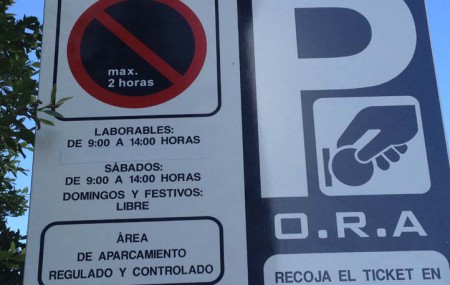 max.
2 horas
LABORABLES:
DE 9:00 A 14:00 HORAS
SÁBADOS:
DE 9:00 A 14:00 HORAS
DOMINGOS Y FESTIVOS:
LIBRE
ÁREA
DE APARCAMIENTO
REGULADO Y CONTROLADO
P
O.R.A
RECOJA EL TICKET EN